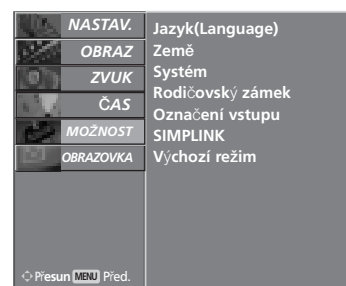 NASTAV.
OBRAZ
ZVUK
ČAS
MOŽNOST
OBRAZOVKA
Jazyk(Language)
Země
Systém
Rodičovský zámek
Označení vstupu
SIMPLINK
Výchozí režim
Přesun MENU Před.